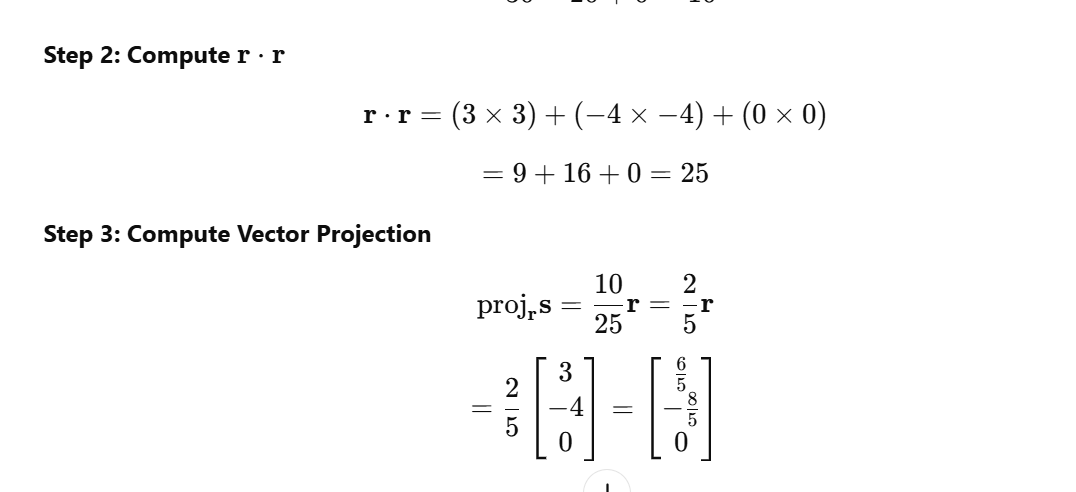 Step 2: Compute r · r
r · r = (3 × 3) + (−4 × −4) + (0 × 0)
= 9 + 16 + 0 = 25
Step 3: Compute Vector Projection
proj_r s = 10/25 r = 2/5 r
= 2/5 [3 −4 0] = [6/5 −8/5 0]